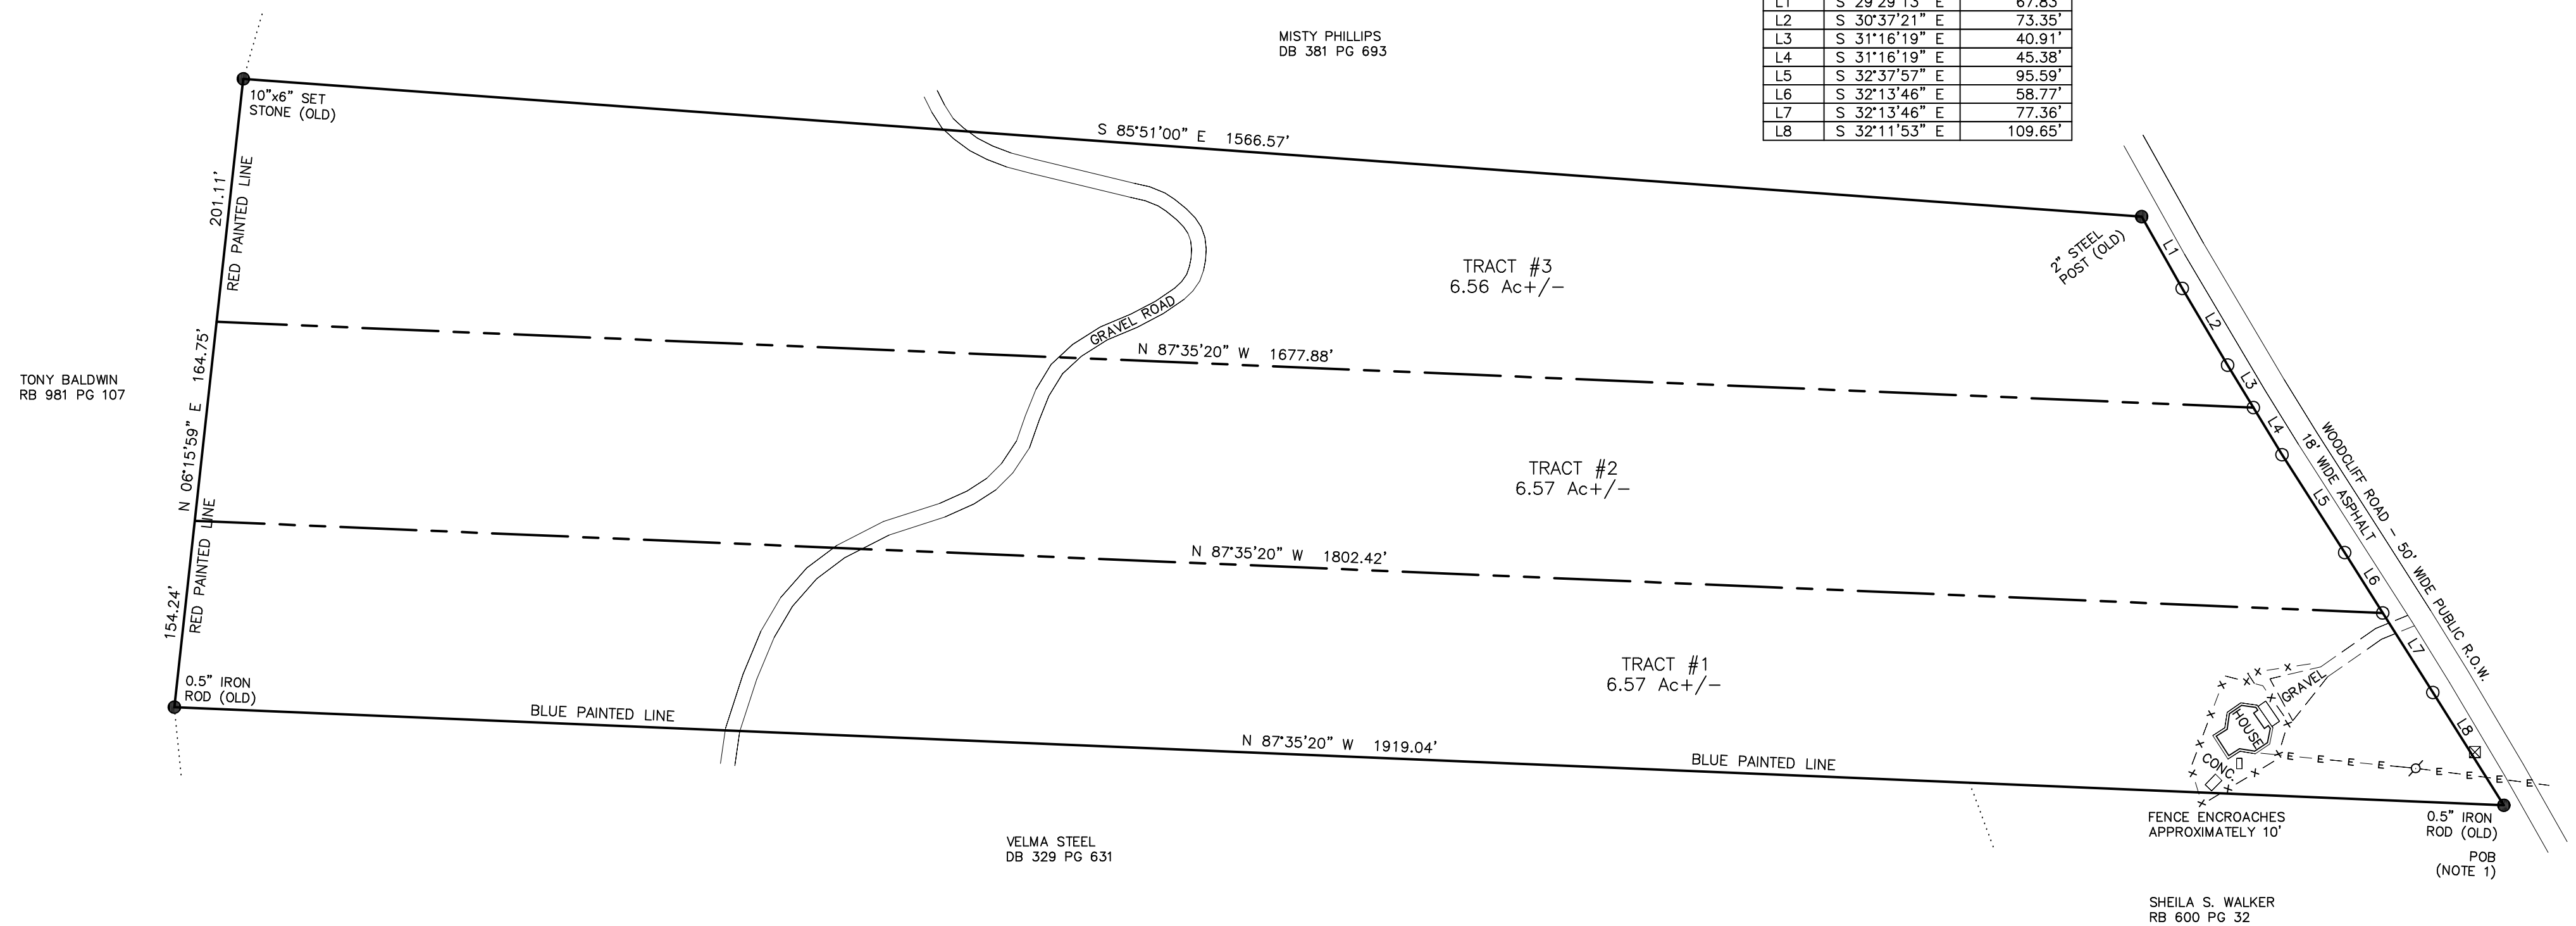 L1 S 29°29'13" E 67.83'
L2 S 30°37'21" E 73.35'
L3 S 31°16'19" E 40.91'
L4 S 31°16'19" E 45.38'
L5 S 32°37'57" E 95.59'
L6 S 32°13'46" E 58.77'
L7 S 32°13'46" E 77.36'
L8 S 32°11'53" E 109.65'
MISTY PHILLIPS
DB 381 PG 693
10"x6" SET
STONE (OLD)
S 85°51'00" E 1566.57'
201.11'
RED PAINTED LINE
2" STEEL
POST (OLD)
L1
L2
L3
L4
L5
L6
L7
L8
TRACT #3
6.56 Ac+/-
GRAVEL ROAD
N 87°35'20" W 1677.88'
TONY BALDWIN
RB 981 PG 107
N 06°15'59" E 164.75'
WOODCLIFF ROAD - 50' WIDE PUBLIC R.O.W.
18' WIDE ASPHALT
TRACT #2
6.57 Ac+/-
RED PAINTED LINE
N 87°35'20" W 1802.42'
154.24'
TRACT #1
6.57 Ac+/-
0.5" IRON
ROD (OLD)
BLUE PAINTED LINE
N 87°35'20" W 1919.04'
BLUE PAINTED LINE
GRAVEL
HOUSE
CONC.
E E E E E E E E
FENCE ENCROACHES
APPROXIMATELY 10'
0.5" IRON
ROD (OLD)
POB
(NOTE 1)
VELMA STEEL
DB 329 PG 631
SHEILA S. WALKER
RB 600 PG 32